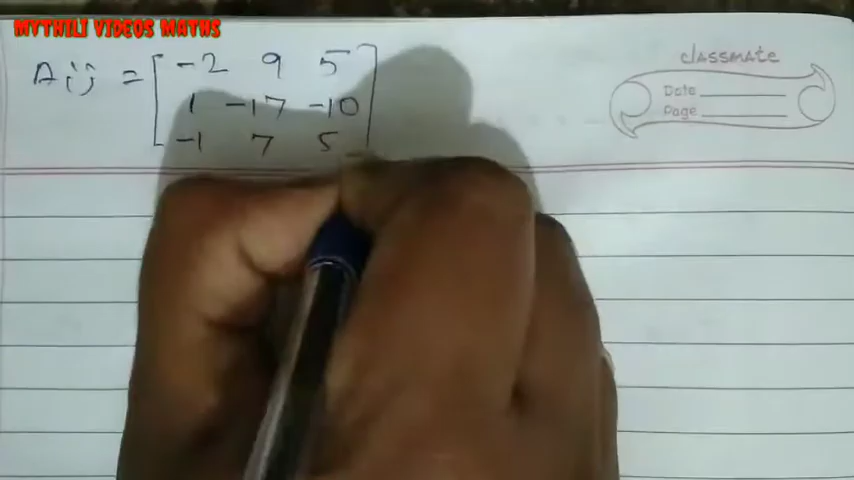 MYTHILI VIDEOS MATHS
classmate
Date
Page
Aij = [ -2 9 5
1 -17 -10
-1 7 5 ]